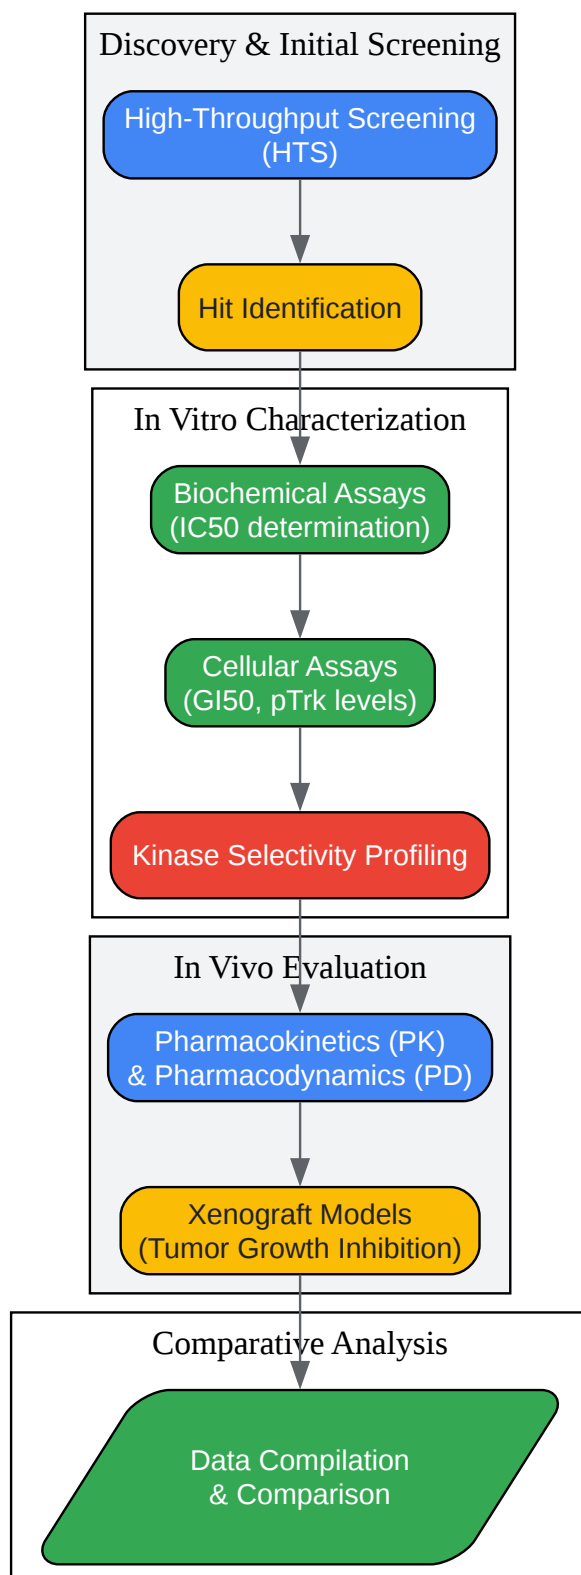 Discovery & Initial Screening
High-Throughput Screening
(HTS)
Hit Identification
In Vitro Characterization
Biochemical Assays
(IC50 determination)
Cellular Assays
(GI50, pTrk levels)
Kinase Selectivity Profiling
In Vivo Evaluation
Pharmacokinetics (PK)
& Pharmacodynamics (PD)
Xenograft Models
(Tumor Growth Inhibition)
Comparative Analysis
Data Compilation
& Comparison